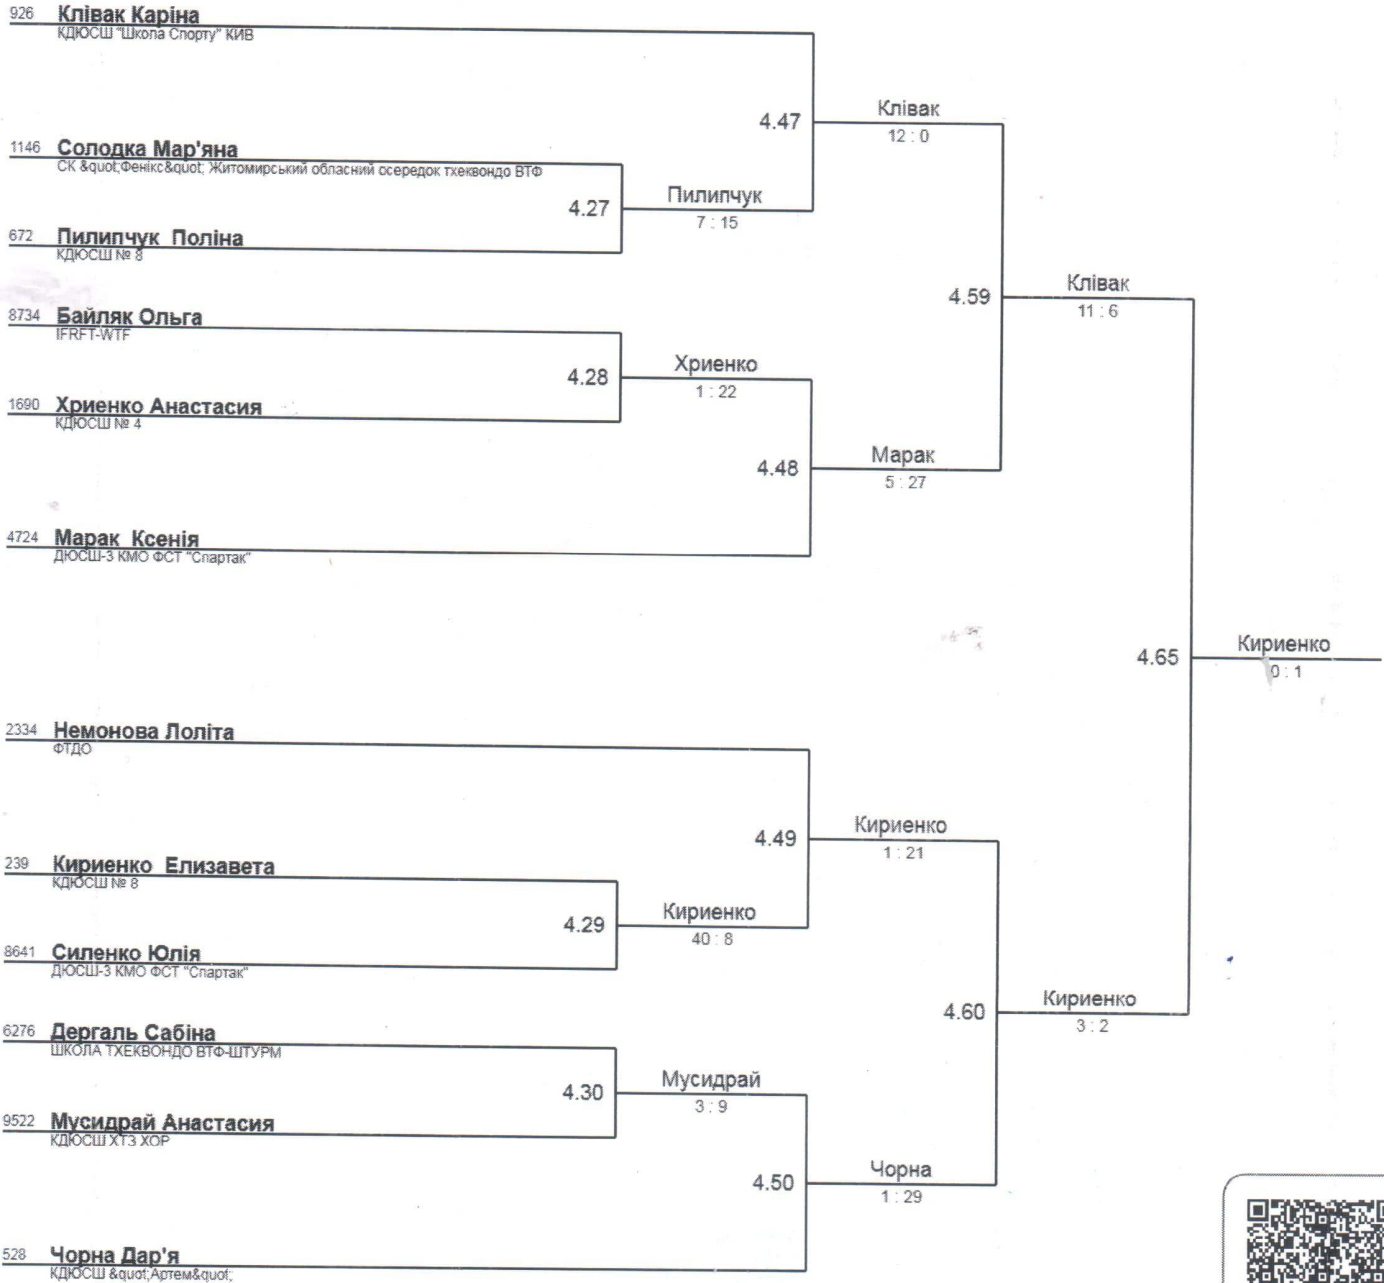 926 Клівак Каріна
КДЮСШ "Школа Спорту" КИВ
Клівак
4.47
12 : 0
1146 Солодка Мар'яна
СК &quot;Фенікс&quot; Житомирський обласний осередок тхеквондо ВТФ
Пилипчук
4.27
7 : 15
672 Пилипчук Поліна
КДЮСШ № 8
Клівак
4.59
11 : 6
8734 Байляк Ольга
IFRFT-WTF
Хриенко
4.28
1 : 22
1690 Хриенко Анастасия
КДЮСШ № 4
Марак
4.48
5 : 27
4724 Марак Ксенія
ДЮСШ-3 КМО ФСТ "Спартак"
Кириенко
4.65
0 : 1
2334 Немонова Лоліта
ФТДО
Кириенко
4.49
1 : 21
239 Кириенко Елизавета
КДЮСШ № 8
Кириенко
4.29
40 : 8
8641 Силенко Юлія
ДЮСШ-3 КМО ФСТ "Спартак"
Кириенко
4.60
3 : 2
6276 Дергаль Сабіна
ШКОЛА ТХЕКВОНДО ВТФ-ШТУРМ
Мусидрай
4.30
3 : 9
9522 Мусидрай Анастасия
КДЮСШ ХТЗ ХОР
Чорна
4.50
1 : 29
528 Чорна Дар'я
КДЮСШ &quot;Артем&quot;